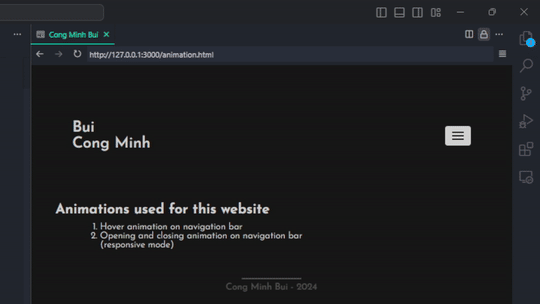 Cong Minh Bui
http://127.0.0.1:3000/animation.html
Bui
Cong Minh
Animations used for this website
1. Hover animation on navigation bar
2. Opening and closing animation on navigation bar
(responsive mode)
Cong Minh Bui - 2024